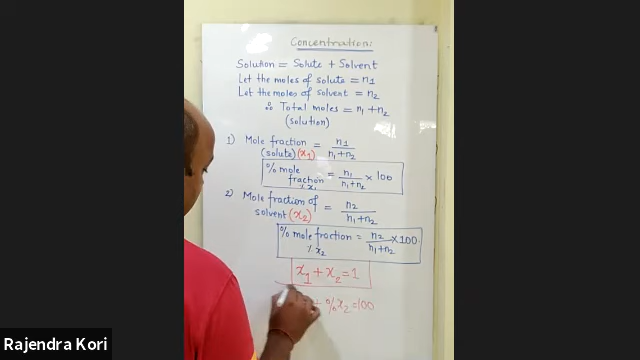 Concentration:
Solution = Solute + Solvent
Let the moles of solute = n1
Let the moles of solvent = n2
∴ Total moles = n1 + n2
(solution)
1) Mole fraction = n1 / n1+n2
(solute) (x1)
% mole fraction = n1 / n1+n2 × 100
% x1
2) Mole fraction of solvent (x2) = n2 / n1+n2
% mole fraction = n2 / n1+n2 × 100
% x2
x1 + x2 = 1
+ % x2 = 100
Rajendra Kori